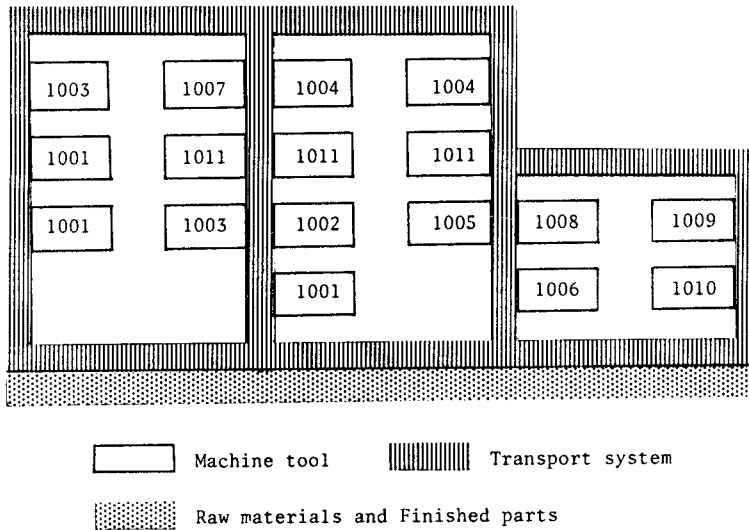 1003 1007 1004 1004
1001 1011 1011 1011
1001 1003 1002 1005 1008 1009
1001 1006 1010
Machine tool Transport system
Raw materials and Finished parts